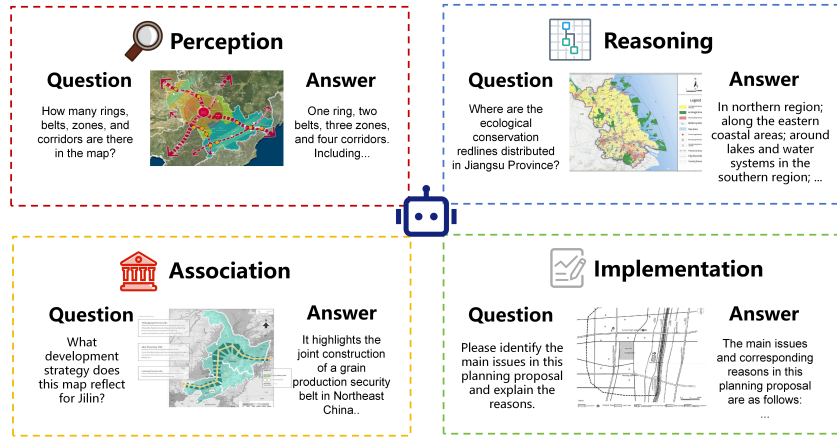 Perception
Question
How many rings,
belts, zones, and
corridors are there
in the map?
Answer
One ring, two
belts, three zones,
and four corridors.
Including...
Reasoning
Question
Where are the
ecological
conservation
redlines distributed
in Jiangsu Province?
Answer
In northern region;
along the eastern
coastal areas; around
lakes and water
systems in the
southern region; ...
Association
Question
What
development
strategy does
this map reflect
for Jilin?
Answer
It highlights the
joint construction
of a grain
production security
belt in Northeast
China..
Implementation
Question
Please identify the
main issues in this
planning proposal
and explain the
reasons.
Answer
The main issues
and corresponding
reasons in this
planning proposal
are as follows:
...